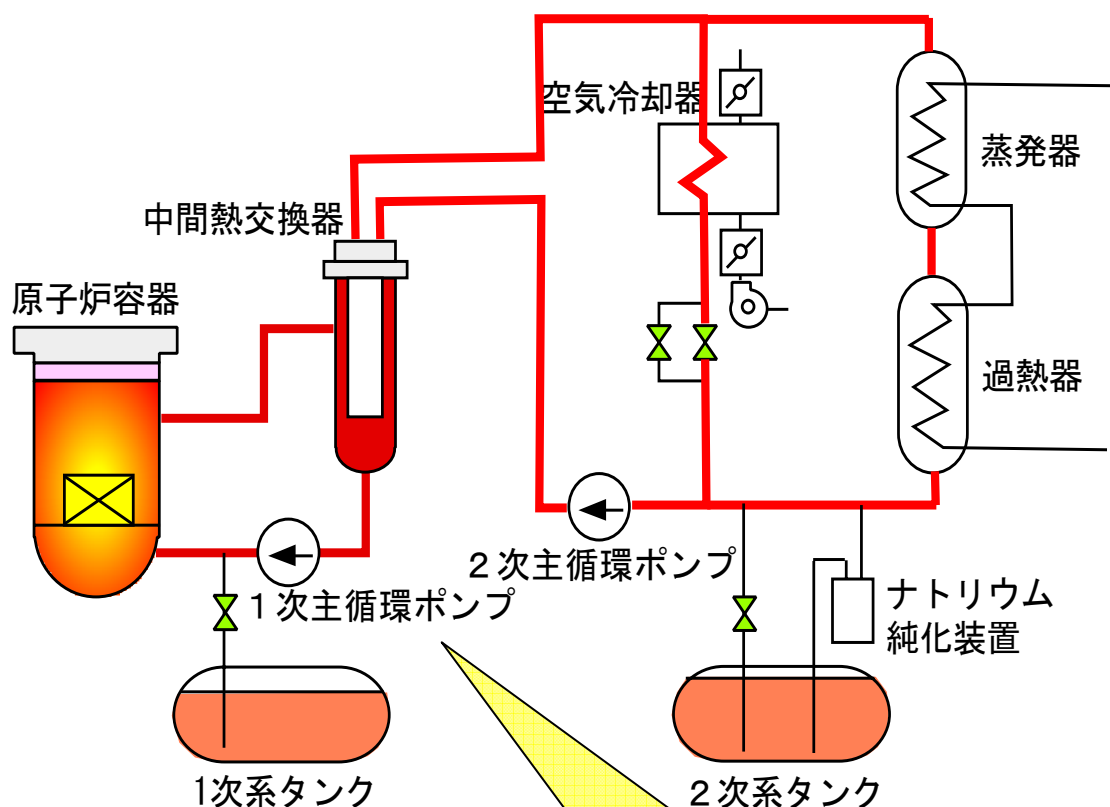 空気冷却器
蒸発器
中間熱交換器
原子炉容器
過熱器
２次主循環ポンプ
１次主循環ポンプ
ナトリウム
純化装置
1次系タンク
２次系タンク